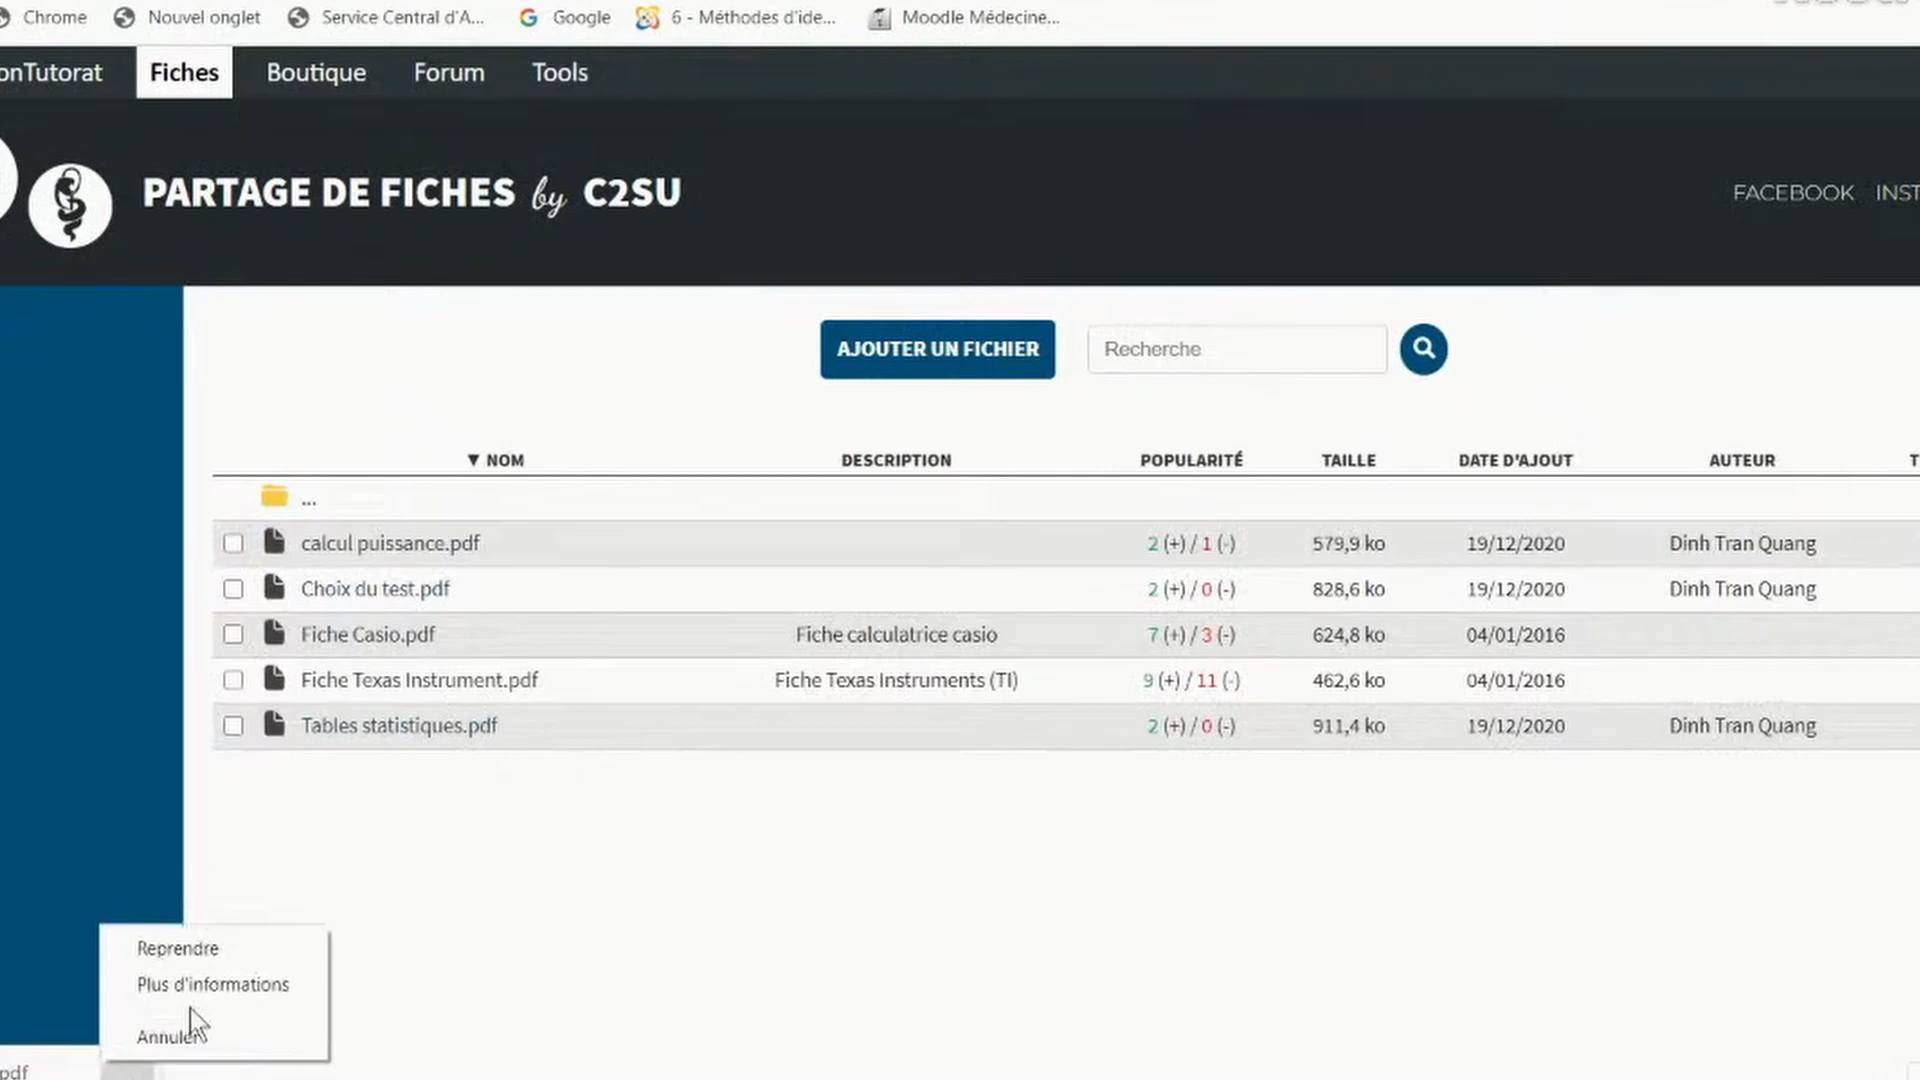 Chrome Nouvel onglet Service Central d'A... Google 6 - Méthodes d'ide... Moodle Médecine...
onTutorat Fiches Boutique Forum Tools
PARTAGE DE FICHES by C2SU
FACEBOOK INST
AJOUTER UN FICHIER Recherche
▼ NOM DESCRIPTION POPULARITÉ TAILLE DATE D'AJOUT AUTEUR T
...
calcul puissance.pdf 2 (+) / 1 (-) 579,9 ko 19/12/2020 Dinh Tran Quang
Choix du test.pdf 2 (+) / 0 (-) 828,6 ko 19/12/2020 Dinh Tran Quang
Fiche Casio.pdf Fiche calculatrice casio 7 (+) / 3 (-) 624,8 ko 04/01/2016
Fiche Texas Instrument.pdf Fiche Texas Instruments (TI) 9 (+) / 11 (-) 462,6 ko 04/01/2016
Tables statistiques.pdf 2 (+) / 0 (-) 911,4 ko 19/12/2020 Dinh Tran Quang
Reprendre
Plus d'informations
Annuler
pdf